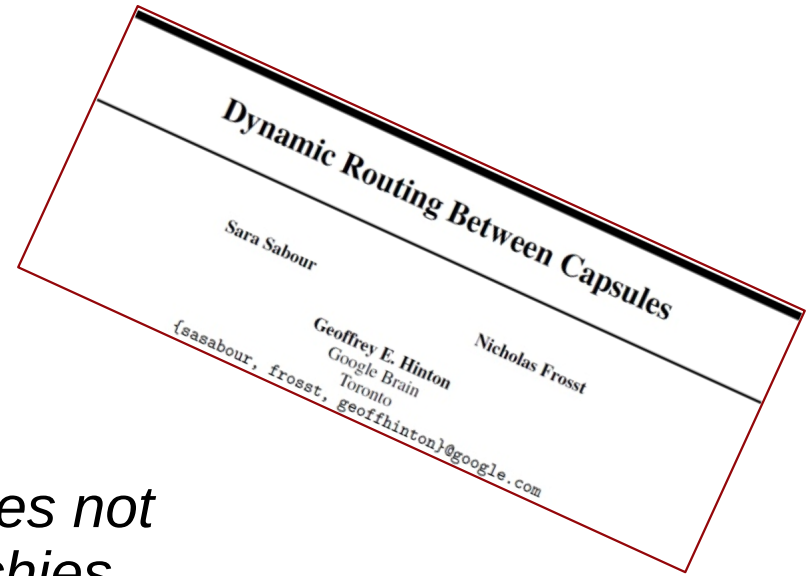 Dynamic Routing Between Capsules
Sara Sabour
Nicholas Frosst
Geoffrey E. Hinton
Google Brain
Toronto
{sasabour, frosst, geoffhinton}@google.com
es not
chies